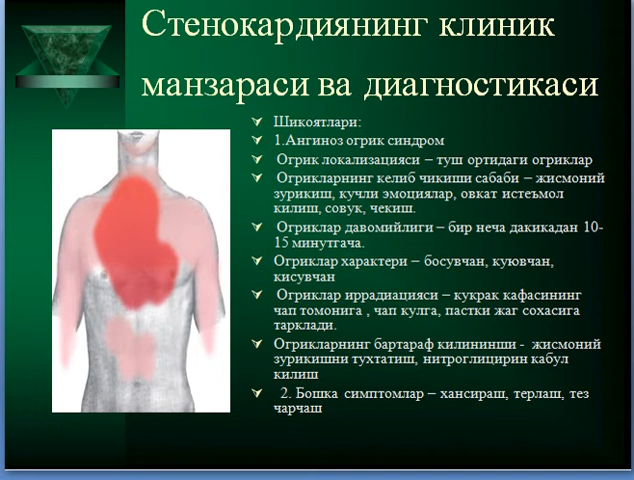 Стенокардиянинг клиник
манзараси ва диагностикаси
Шикоятлари:
1.Ангиноз огрик синдром
Огрик локализацияси – туш ортидаги огриклар
Огрикларнинг келиб чикиши сабаби – жисмоний
зурикиш, кучли эмоциялар, овкат истеъмол
килиш, совук, чекиш.
Огриклар давомийлиги – бир неча дакикадан 10-
15 минутгача.
Огриклар характери – босувчан, куювчан,
кисувчан
Огриклар иррадиацияси – кукрак кафасининг
чап томонига , чап кулга, пастки жаг сохасига
таркалди.
Огрикларнинг бартараф килининши - жисмоний
зурикишни тухтатиш, нитроглицирин кабул
килиш
2. Бошка симптомлар – хансираш, терлаш, тез
чарчаш